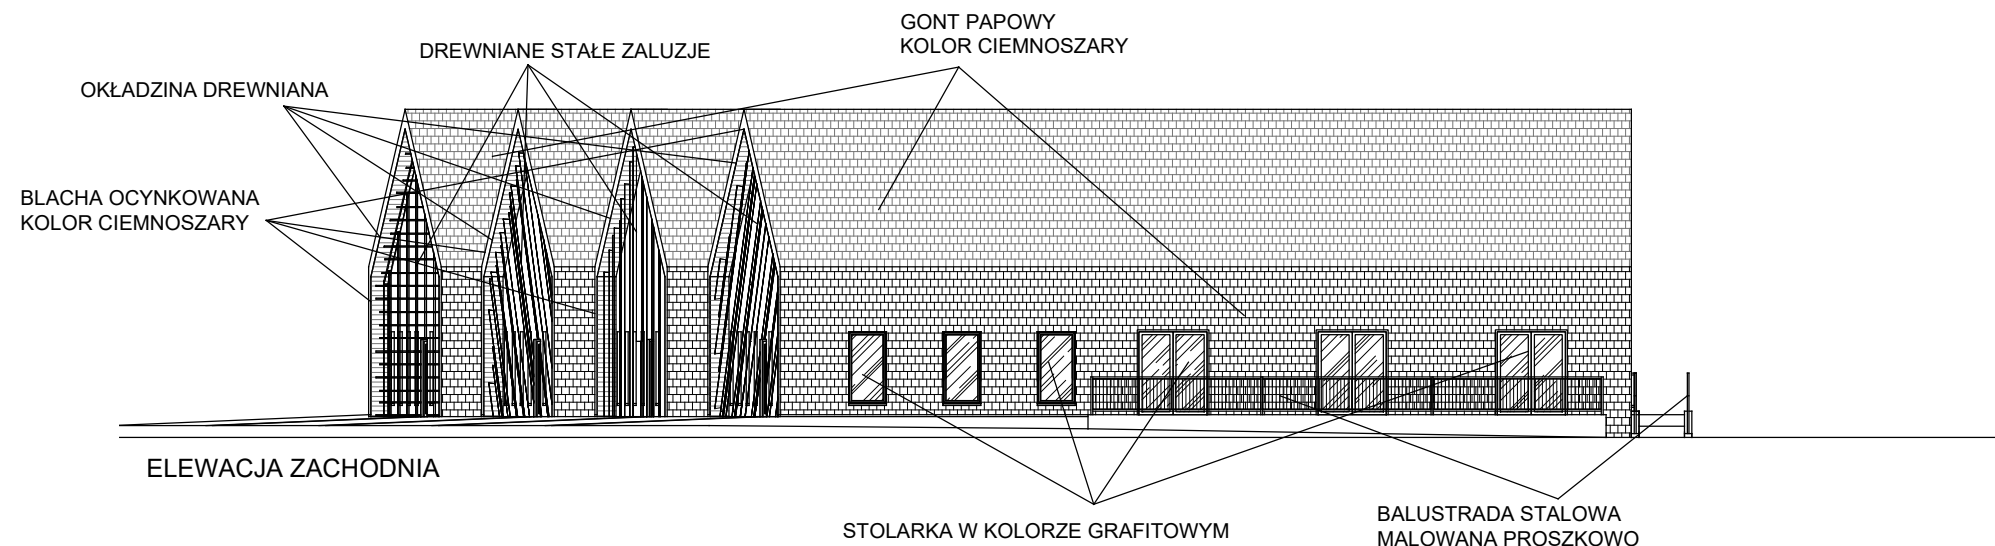 GONT PAPOWY
KOLOR CIEMNOSZARY
DREWNIANE STAŁE ZALUZJE
OKŁADZINA DREWNIANA
BLACHA OCYNKOWANA
KOLOR CIEMNOSZARY
ELEWACJA ZACHODNIA
STOLARKA W KOLORZE GRAFITOWYM
BALUSTRADA STALOWA
MALOWANA PROSZKOWO